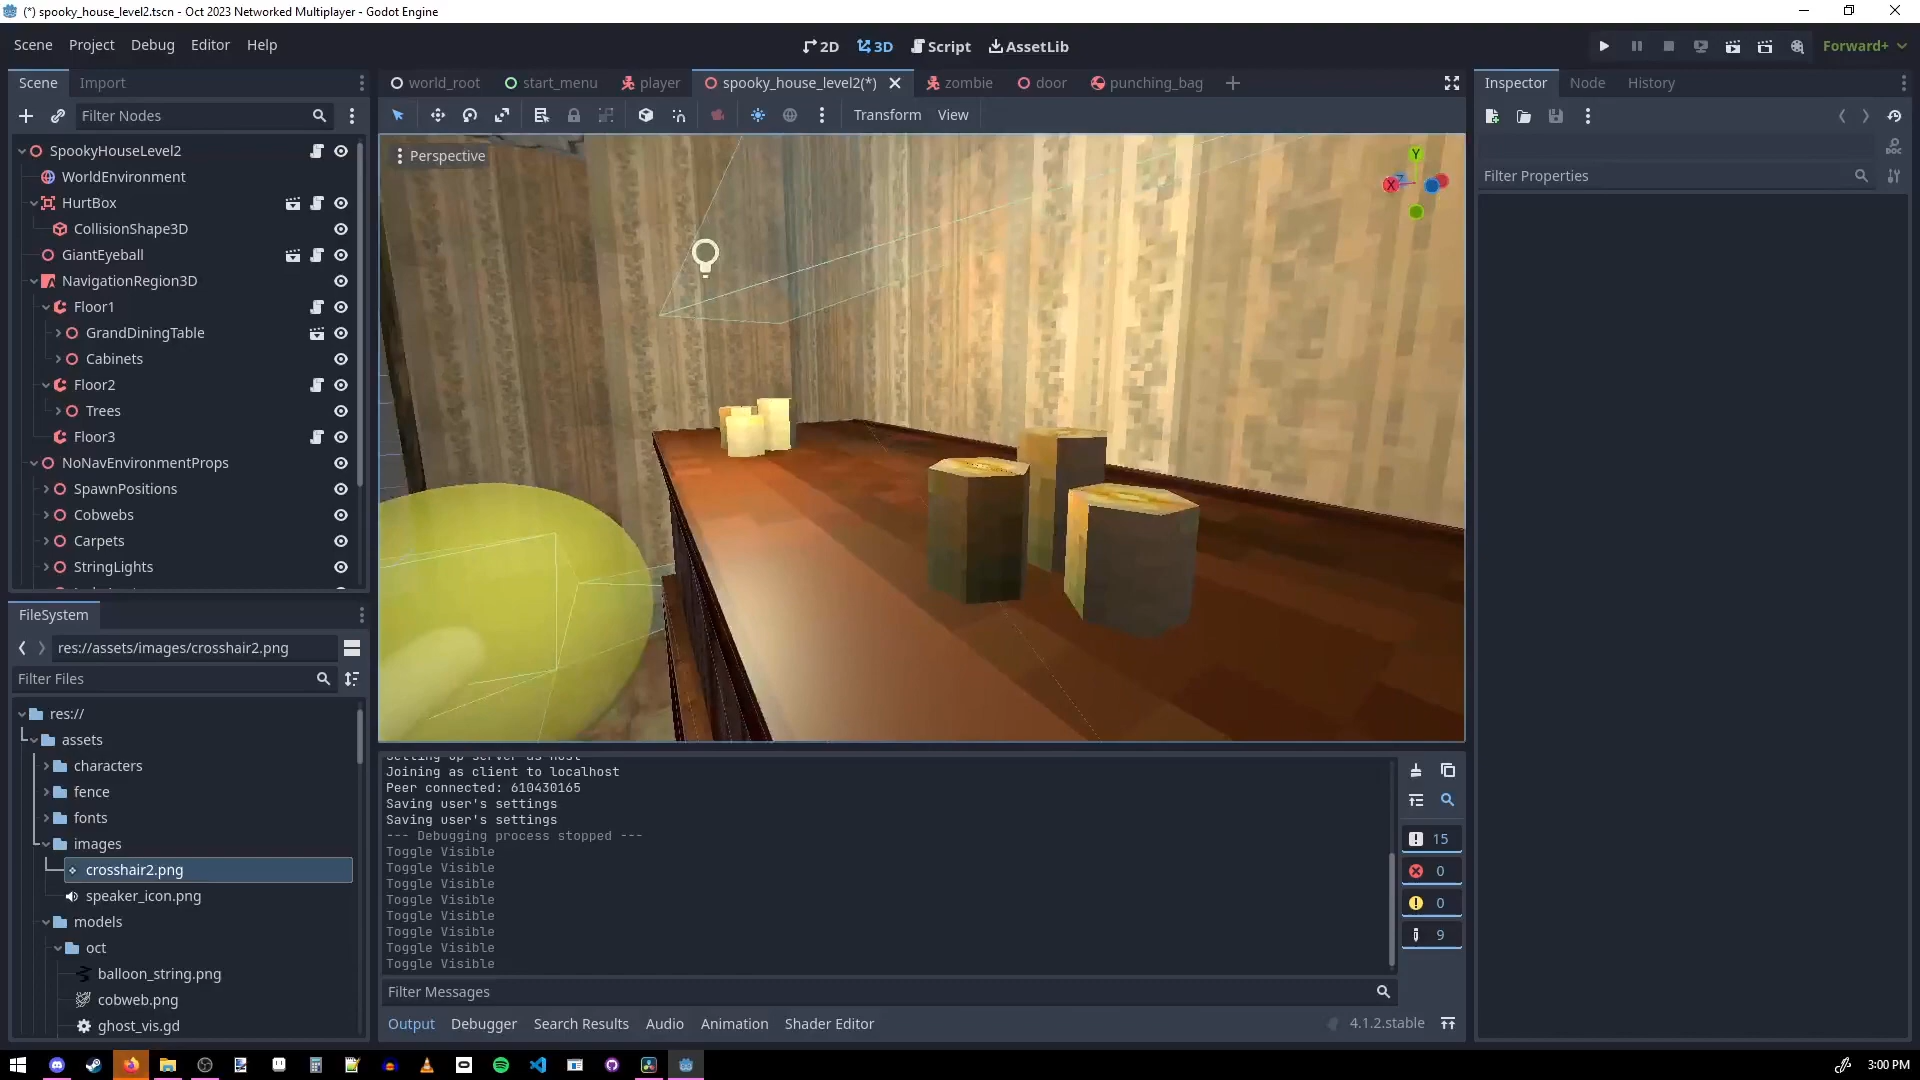 (*) spooky_house_level2.tscn - Oct 2023 Networked Multiplayer - Godot Engine
Scene Project Debug Editor Help
2D 3D Script AssetLib
Forward+
Scene Import
world_root start_menu player spooky_house_level2(*) zombie door punching_bag
Inspector Node History
Filter Nodes
Transform View
Perspective
Y
X
Z
Filter Properties
SpookyHouseLevel2
WorldEnvironment
HurtBox
CollisionShape3D
GiantEyeball
NavigationRegion3D
Floor1
GrandDiningTable
Cabinets
Floor2
Trees
Floor3
NoNavEnvironmentProps
SpawnPositions
Cobwebs
Carpets
StringLights
FileSystem
res://assets/images/crosshair2.png
Filter Files
res://
assets
characters
fence
fonts
images
crosshair2.png
speaker_icon.png
models
oct
balloon_string.png
cobweb.png
ghost_vis.gd
Setting up server as host
Joining as client to localhost
Peer connected: 610430165
Saving user's settings
Saving user's settings
--- Debugging process stopped ---
Toggle Visible
Toggle Visible
Toggle Visible
Toggle Visible
Toggle Visible
Toggle Visible
Toggle Visible
Toggle Visible
15
0
0
9
Filter Messages
Output Debugger Search Results Audio Animation Shader Editor
4.1.2.stable
3:00 PM